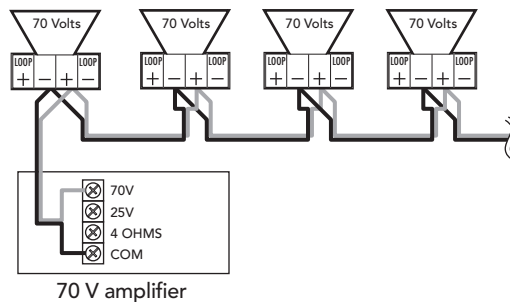 70 Volts 70 Volts 70 Volts 70 Volts
LOOP LOOP LOOP LOOP LOOP LOOP LOOP LOOP
+ − + − + − + − + − + − + − + −
70V
25V
4 OHMS
COM
70 V amplifier